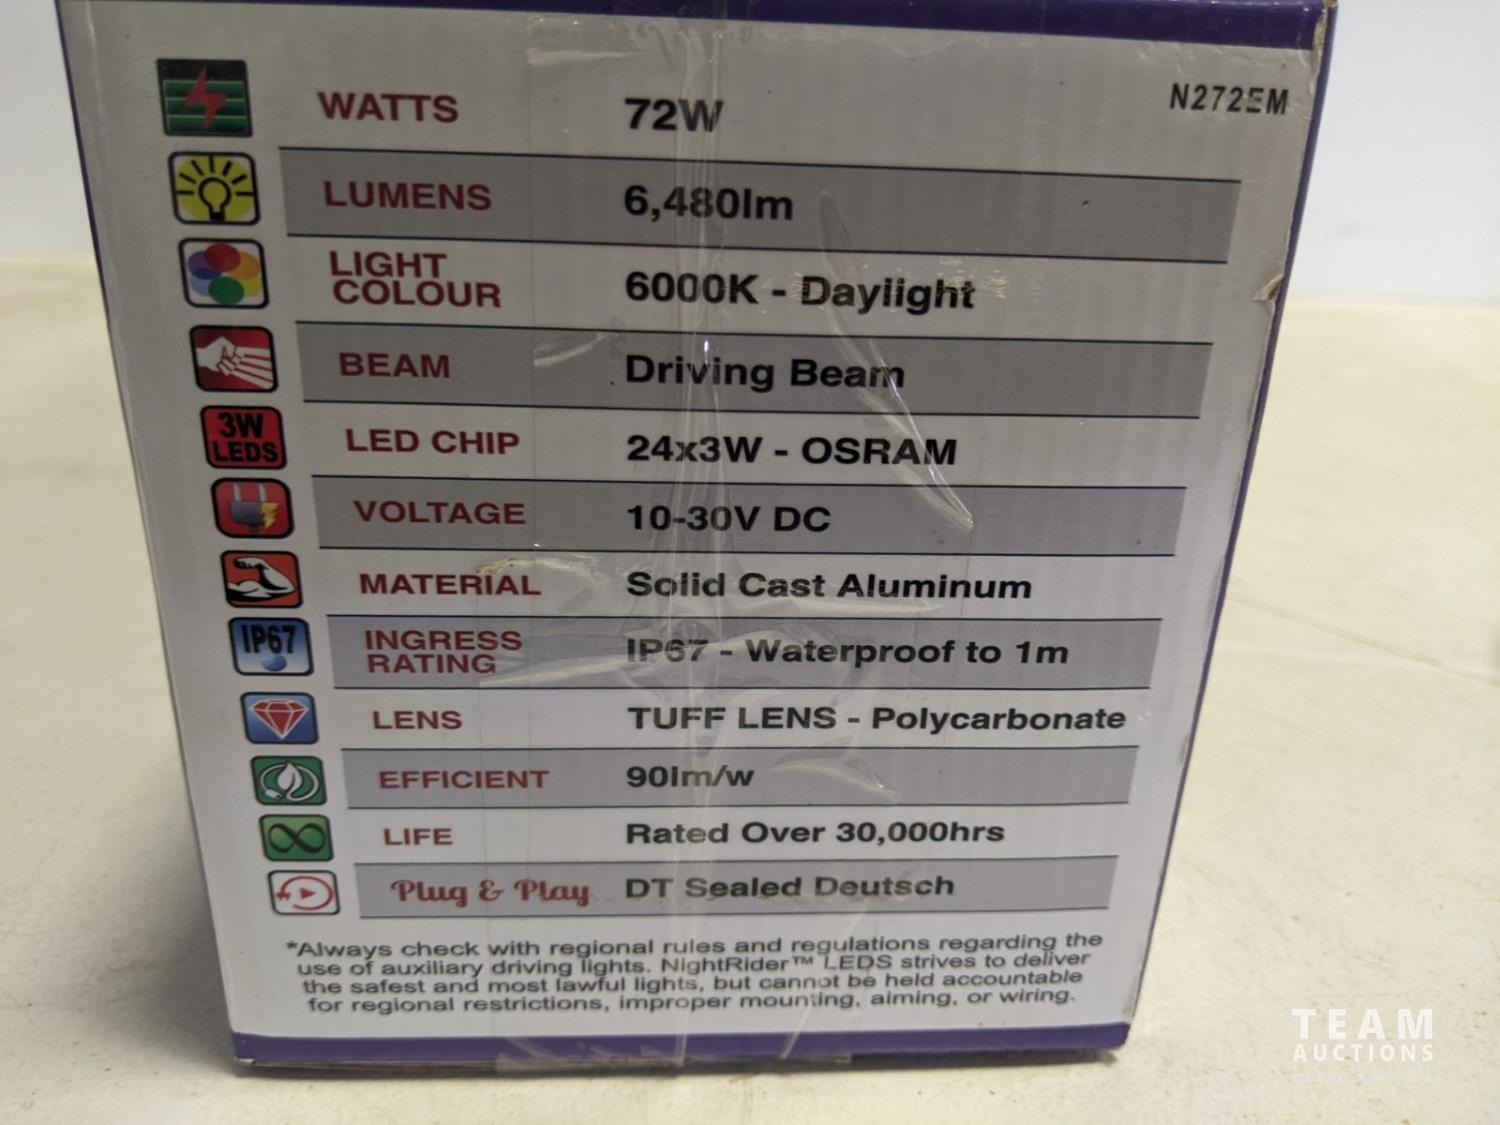 N272EM
WATTS 72W
LUMENS 6,480lm
LIGHT
COLOUR 6000K - Daylight
BEAM Driving Beam
3W
LEDS LED CHIP 24x3W - OSRAM
VOLTAGE 10-30V DC
MATERIAL Solid Cast Aluminum
IP67 INGRESS
RATING IP67 - Waterproof to 1m
LENS TUFF LENS - Polycarbonate
EFFICIENT 90lm/w
LIFE Rated Over 30,000hrs
Plug & Play DT Sealed Deutsch
*Always check with regional rules and regulations regarding the
use of auxiliary driving lights. NightRider™ LEDS strives to deliver
the safest and most lawful lights, but cannot be held accountable
for regional restrictions, improper mounting, aiming, or wiring.
TEAM
AUCTIONS